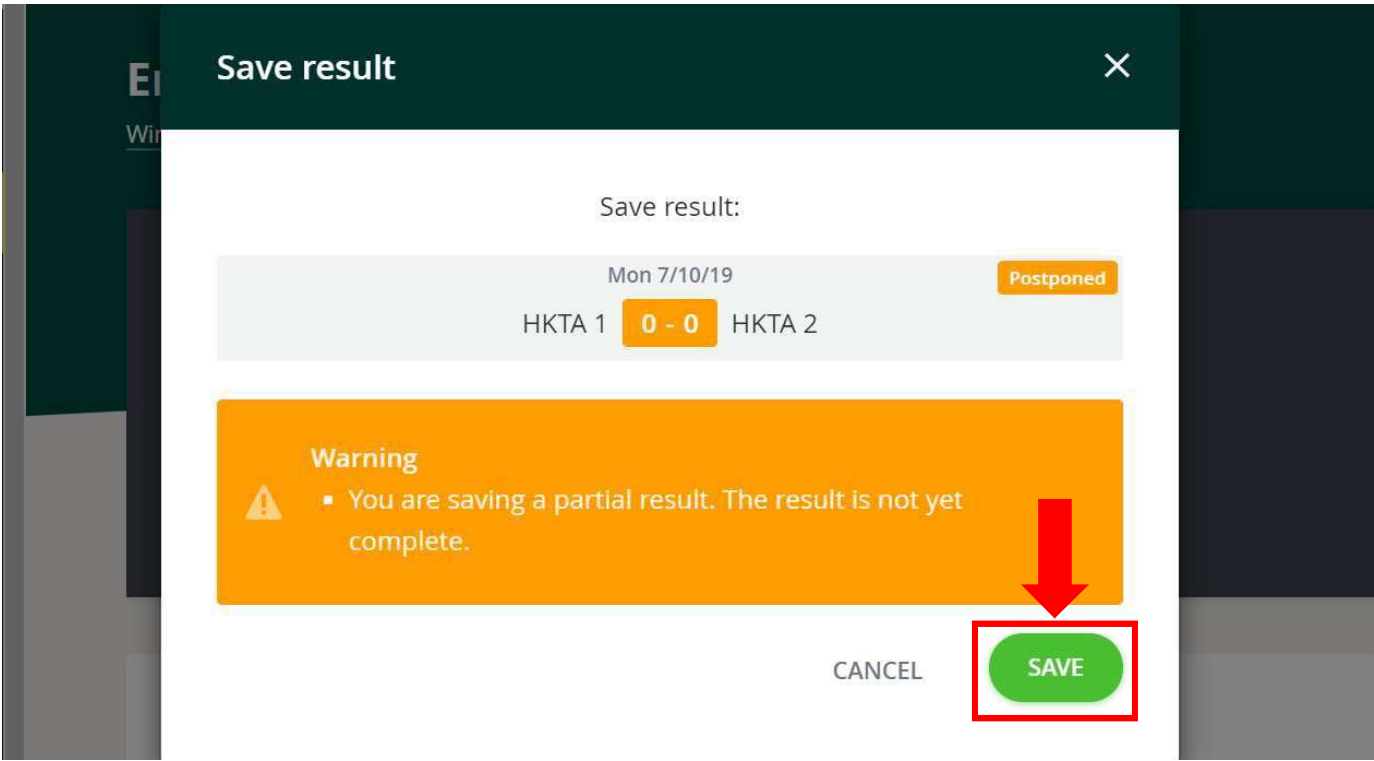 Save result
Save result:
Mon 7/10/19
Postponed
HKTA 1 0 - 0 HKTA 2
Warning
▪ You are saving a partial result. The result is not yet
complete.
CANCEL
SAVE